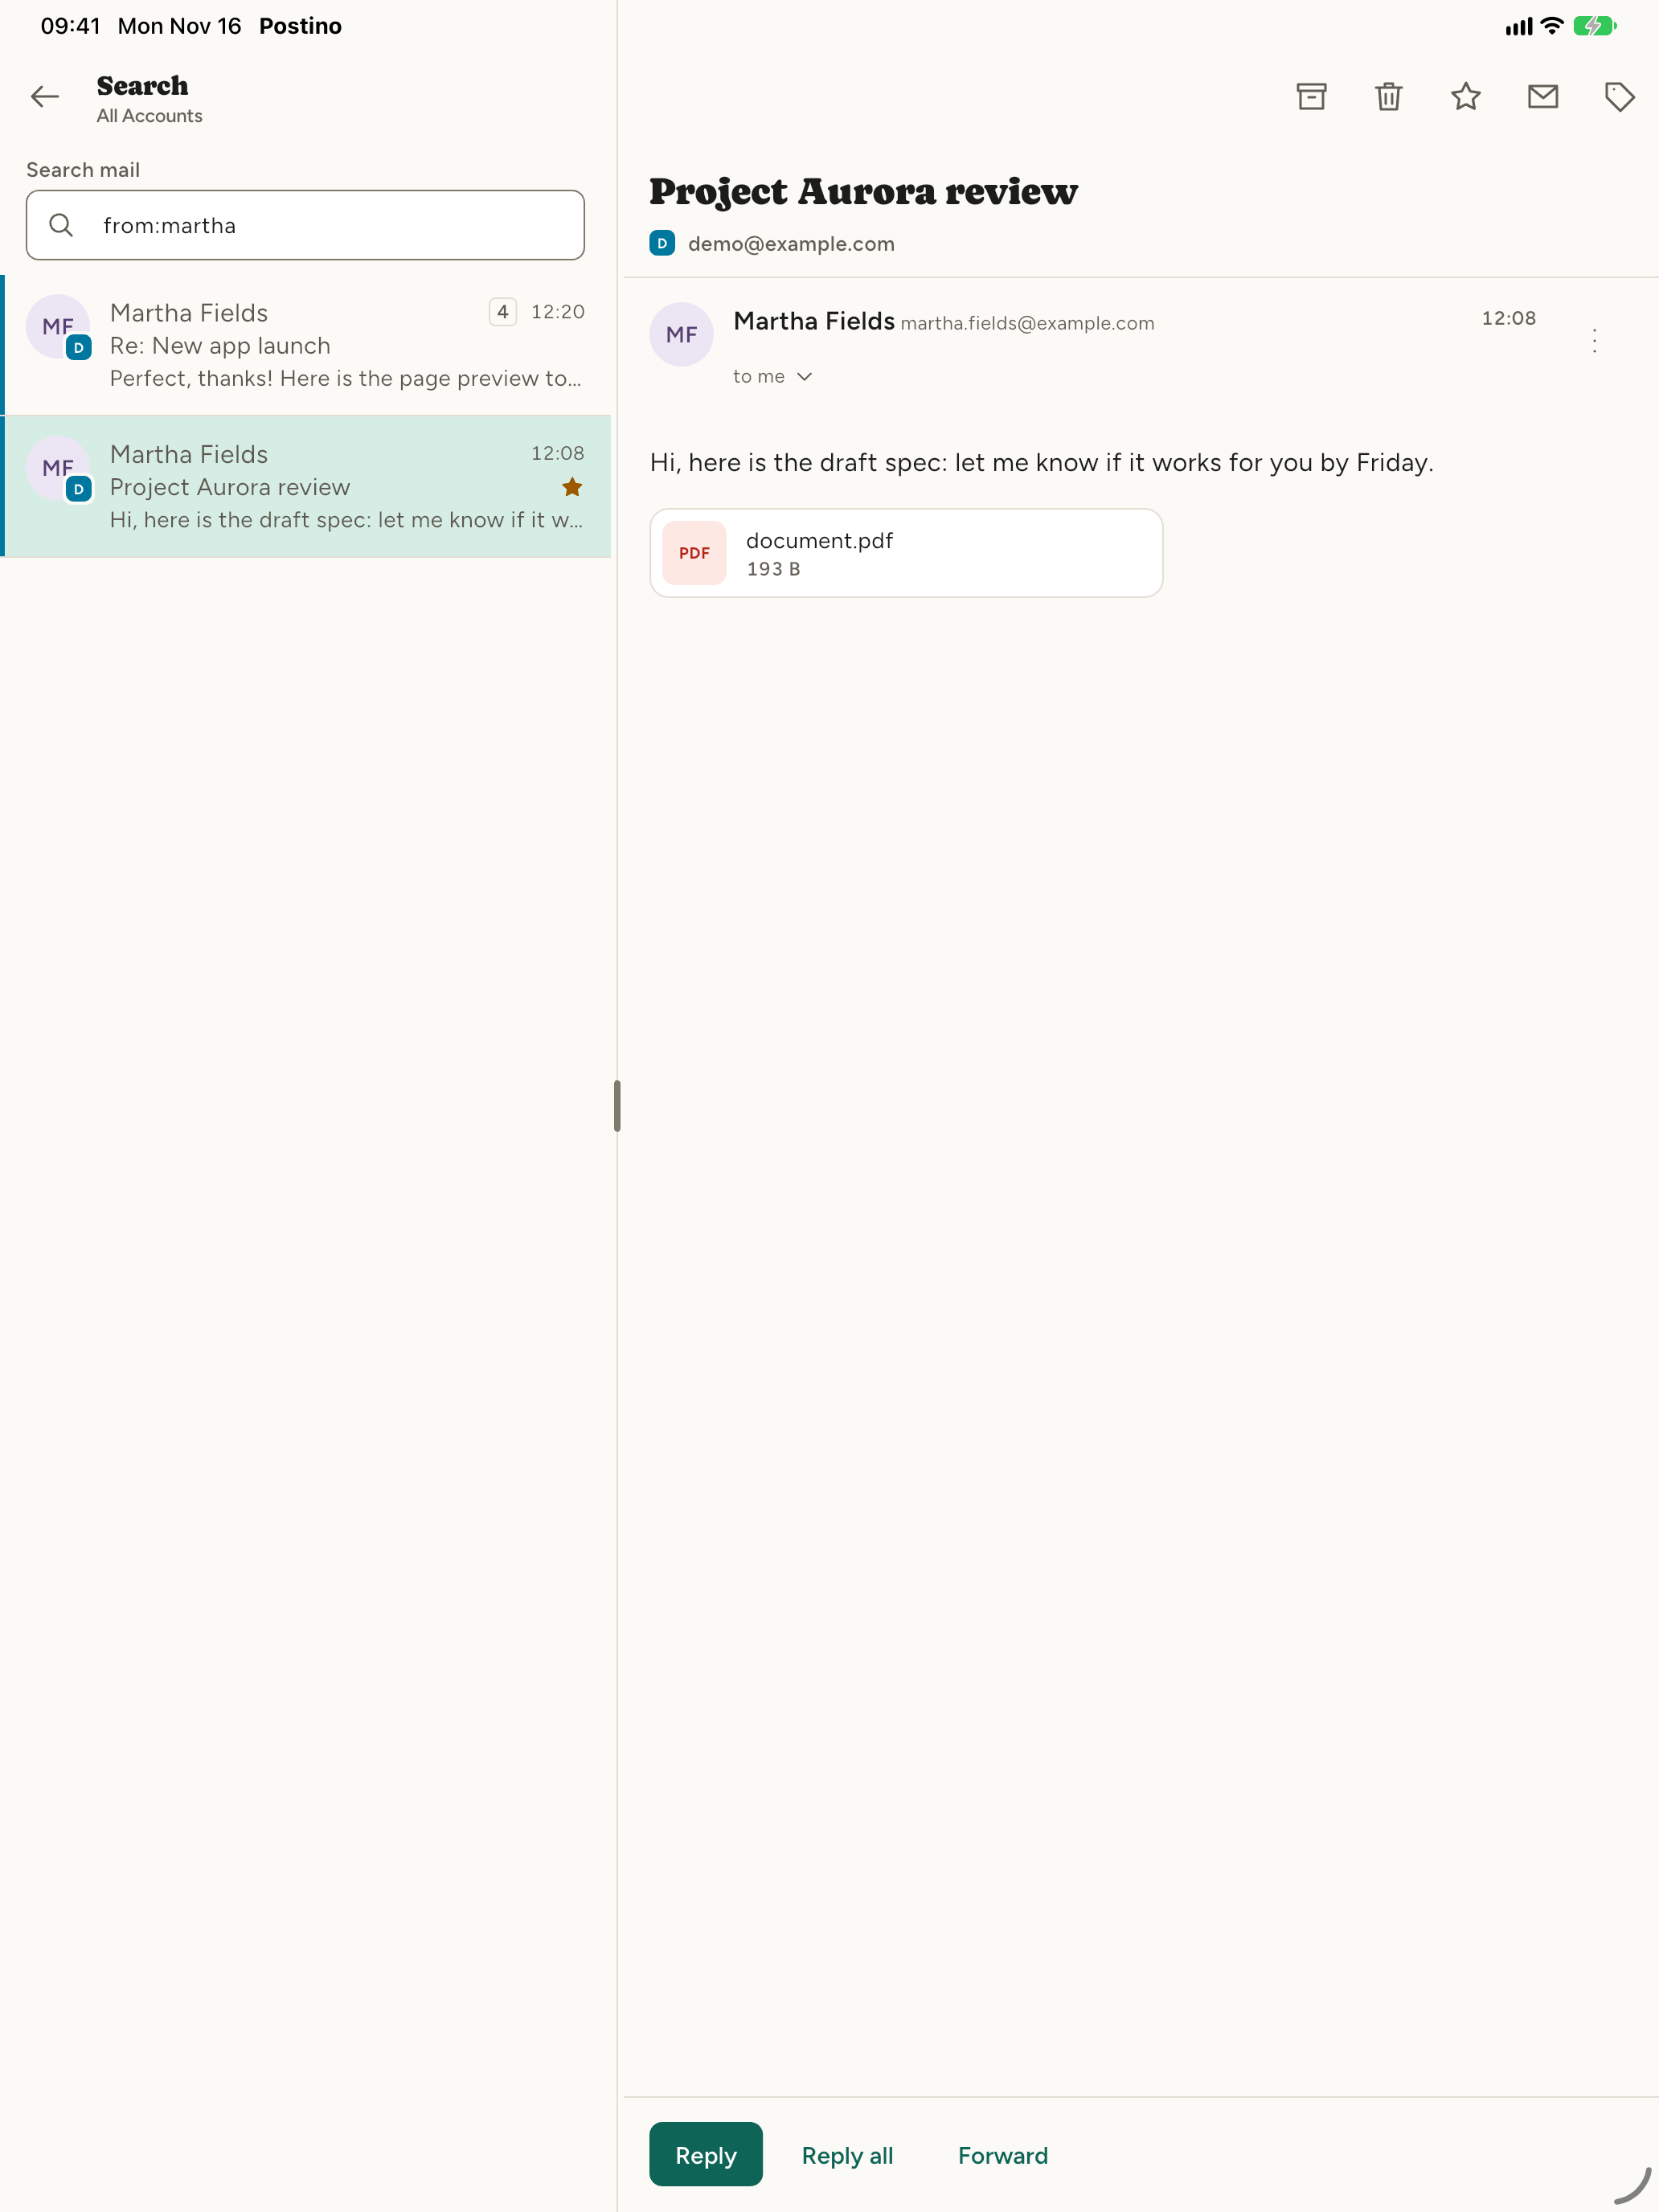 09:41 Mon Nov 16 Postino
Search
All Accounts
Search mail
from:martha
MF
D
Martha Fields 4 12:20
Re: New app launch
Perfect, thanks! Here is the page preview to...
MF
D
Martha Fields 12:08
Project Aurora review
Hi, here is the draft spec: let me know if it w...
Project Aurora review
D demo@example.com
MF
Martha Fields martha.fields@example.com 12:08
to me
Hi, here is the draft spec: let me know if it works for you by Friday.
PDF
document.pdf
193 B
Reply Reply all Forward